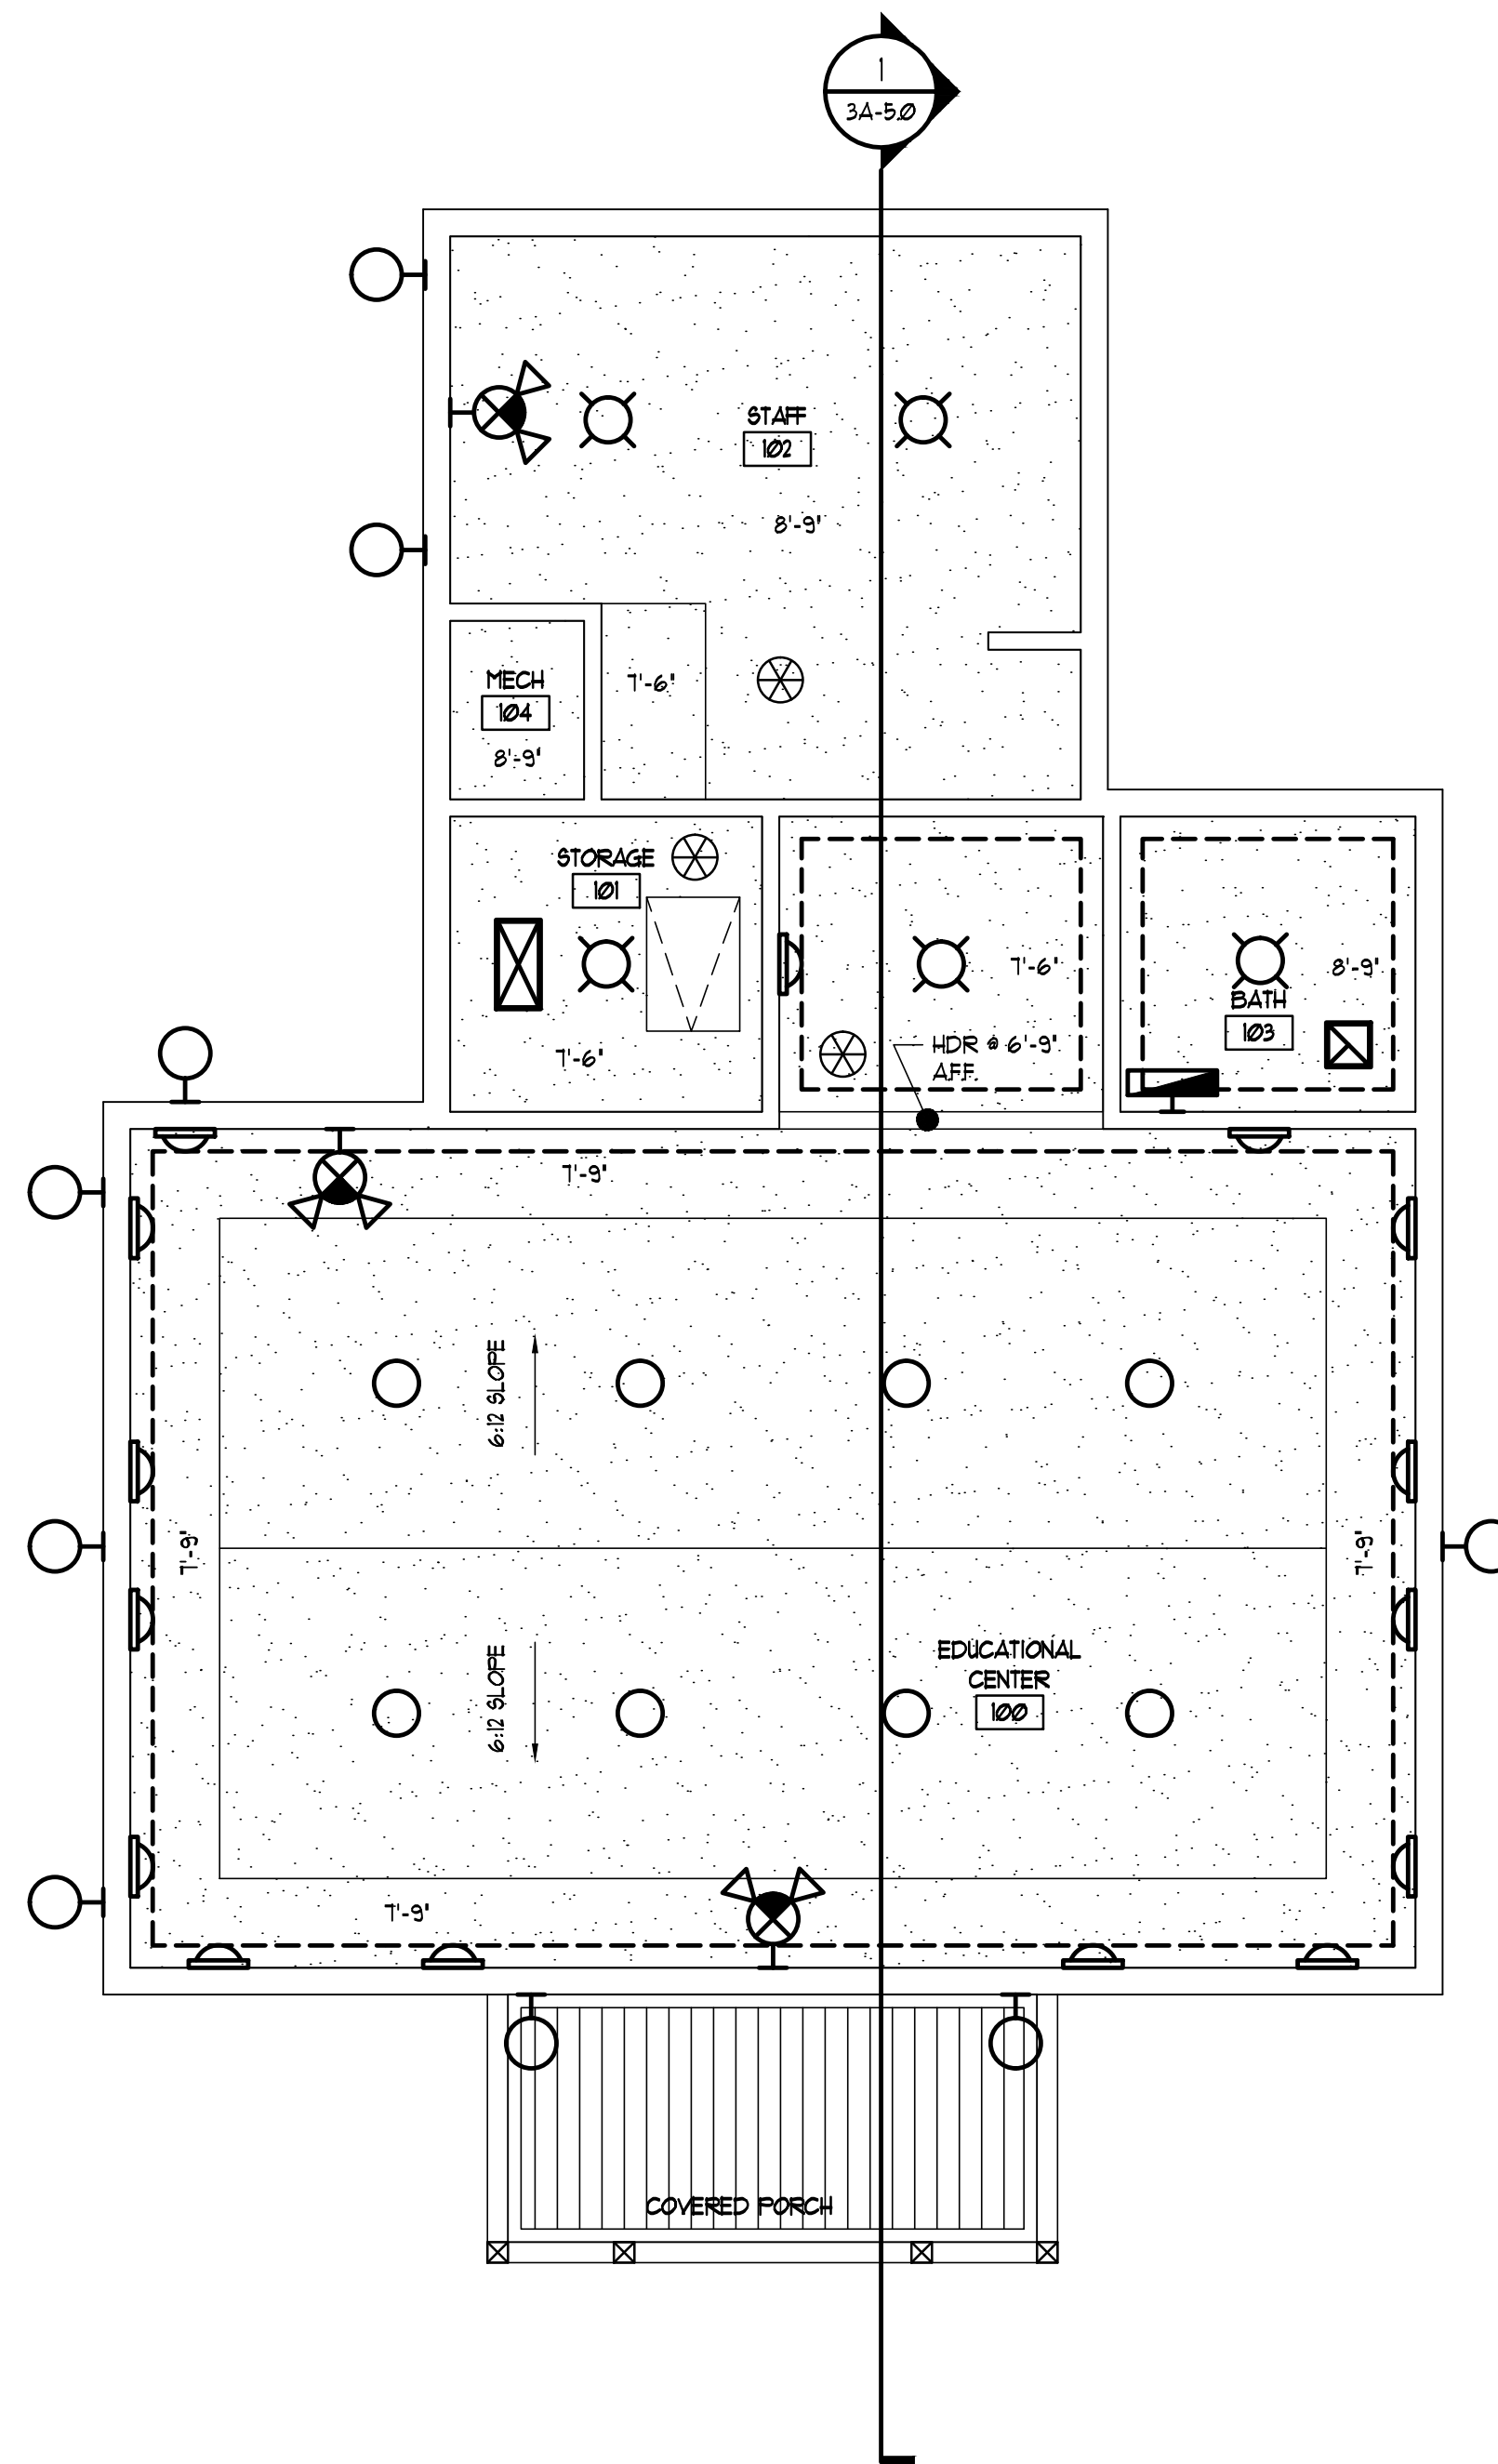 1
3A-5.0
STAFF
102
8'-9"
MECH
104
8'-9"
7'-6"
STORAGE
101
7'-6"
7'-6"
HDR @ 6'-9"
A.F.F.
8'-9"
BATH
103
7'-9"
6:12 SLOPE
7'-9"
7'-9"
6:12 SLOPE
EDUCATIONAL
CENTER
100
7'-9"
COVERED PORCH